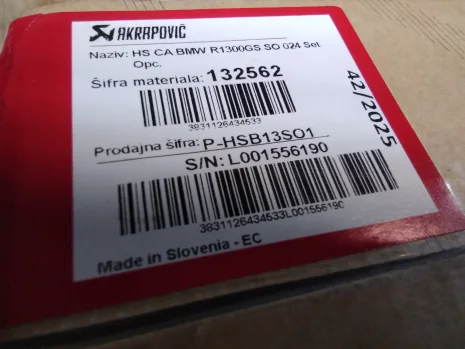 AKRAPOVIČ
Naziv: HS CA BMW R1300GS SO 024 Set
Opc.
Šifra materiala: 132562
3831126434533
42/2025
Prodajna šifra: P-HSB13SO1
S/N: L001556190
3831126434533L001556190
Made in Slovenia - EC